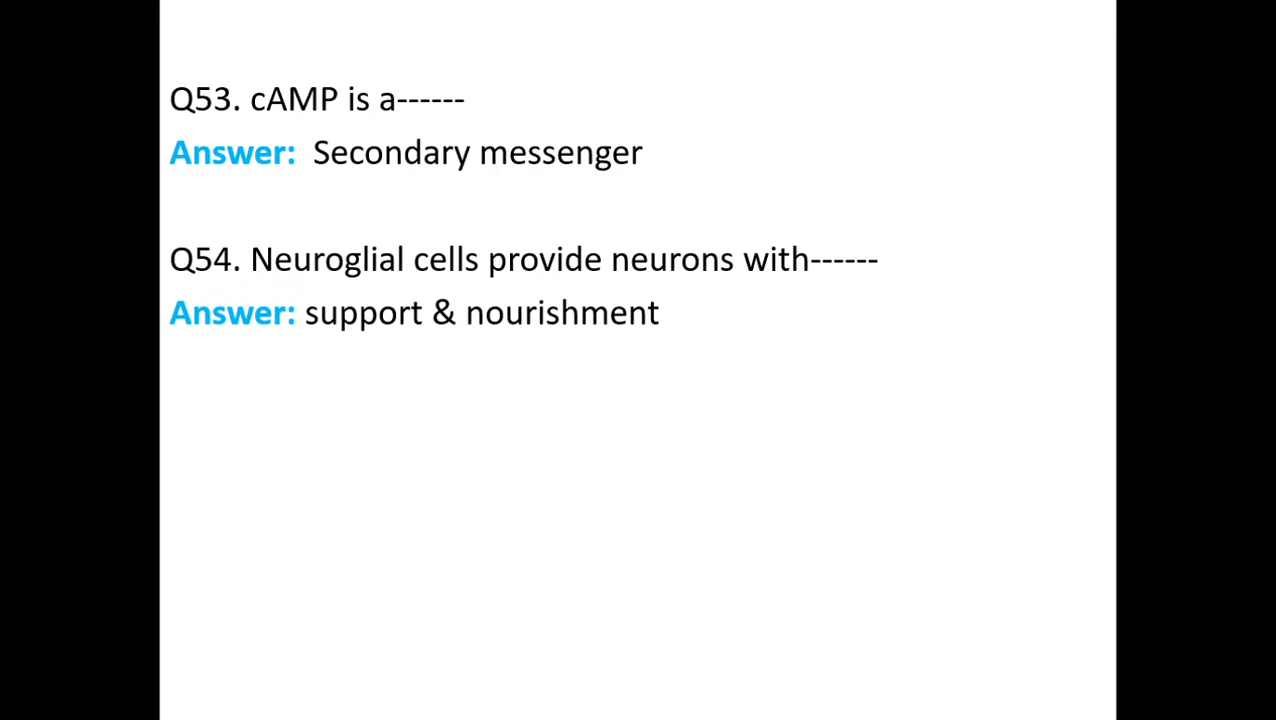 Q53. cAMP is a------
Answer:  Secondary messenger
Q54. Neuroglial cells provide neurons with------
Answer: support & nourishment